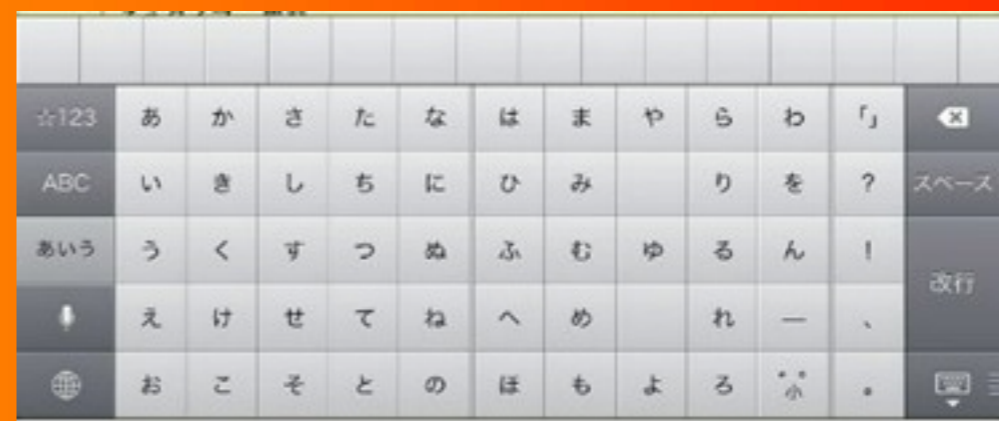 ☆123 あ か さ た な は ま や ら わ 「」
ABC い き し ち に ひ み り を ? スペース
あいう う く す つ ぬ ふ む ゆ る ん !
改行
え け せ て ね へ め れ ー 、
お こ そ と の ほ も よ ろ ゛゜小 。